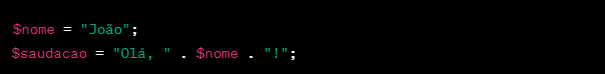 $nome = "João";
$saudacao = "Olá, " . $nome . "!";